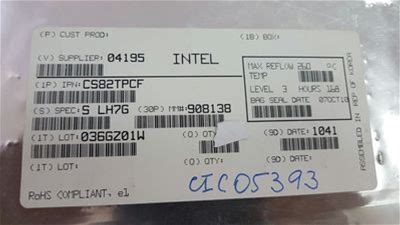 (P) CUST PROD: (1B) BOX:
(V) SUPPLIER: 04195 INTEL
MAX REFLOW 260 °C
TEMP
(1P) IPN: CS82TPCF
LEVEL 3 HOURS 168
BAG SEAL DATE 07OCT10
(S) SPEC: S LH7G (30P) MM#: 908138
(1T) LOT: 036GZ01W (Q) QTY: (9D) DATE: 1041
(1T) LOT: (Q) QTY: (9D) DATE:
RoHS COMPLIANT, e1
CIC05393
ASSEMBLED IN REP OF KOREA